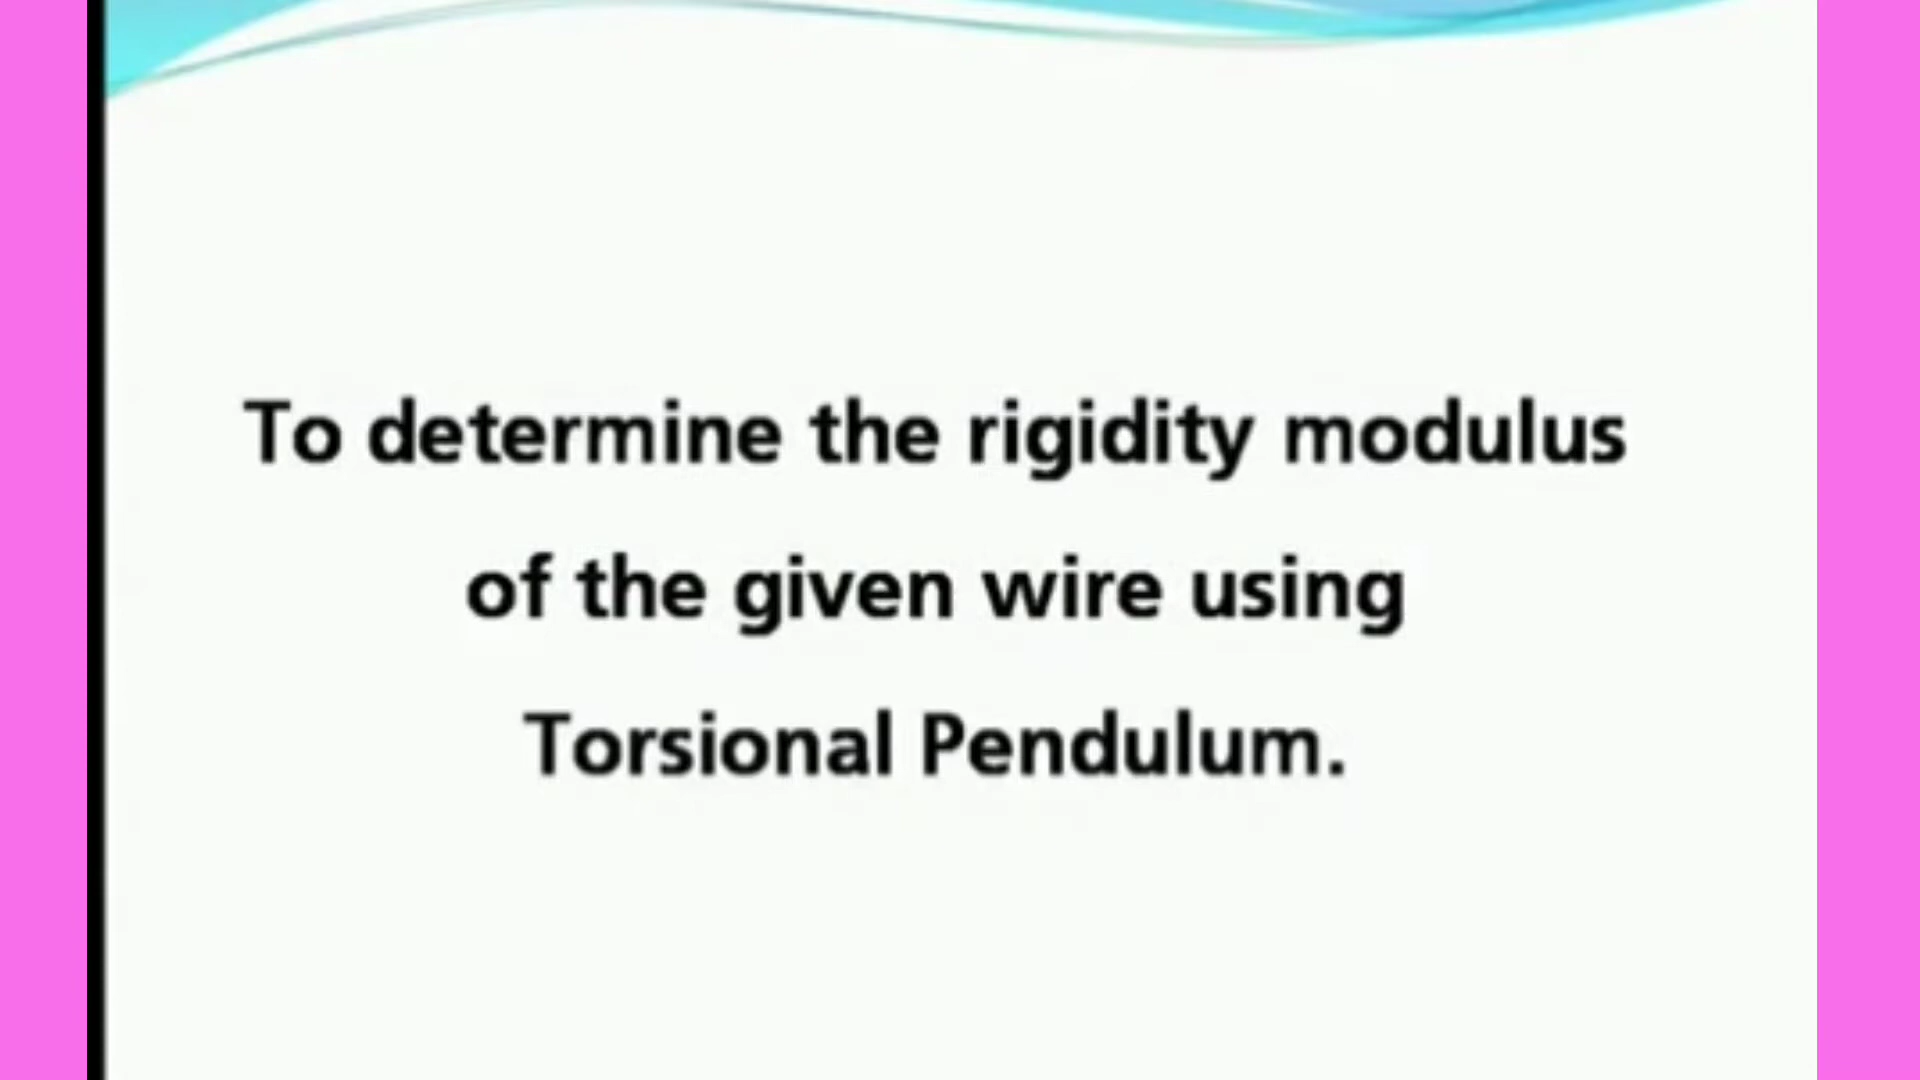 To determine the rigidity modulus
of the given wire using
Torsional Pendulum.